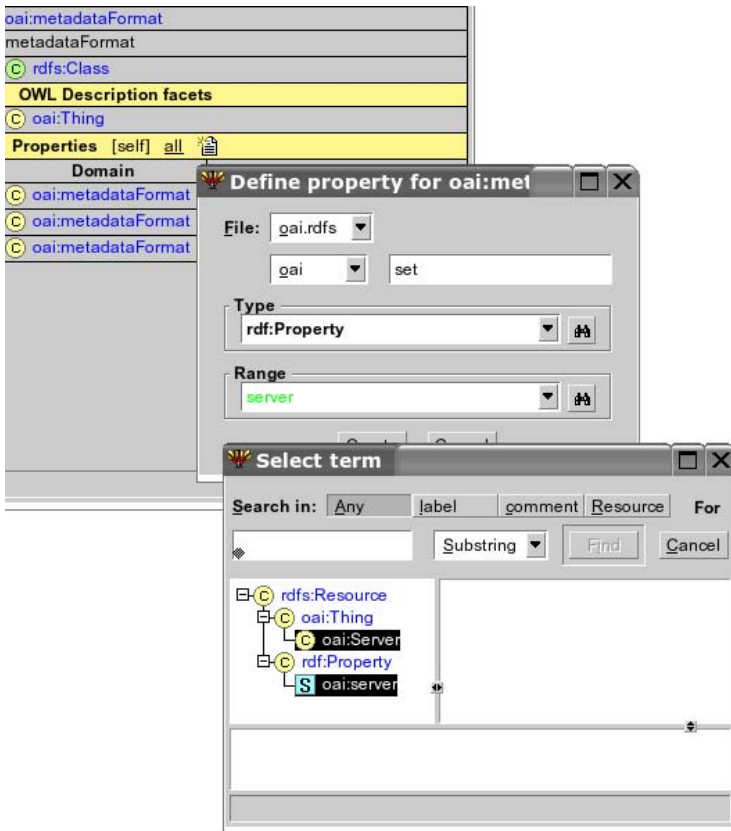 oai:metadataFormat
metadataFormat
C rdfs:Class
OWL Description facets
C oai:Thing
Properties [self] all
Domain
C oai:metadataFormat
C oai:metadataFormat
C oai:metadataFormat
Define property for oai:met
File: oai.rdfs
oai set
Type
rdf:Property
Range
server
Select term
Search in: Any label comment Resource For
Substring Find Cancel
C rdfs:Resource
C oai:Thing
C oai:Server
C rdf:Property
S oai:server